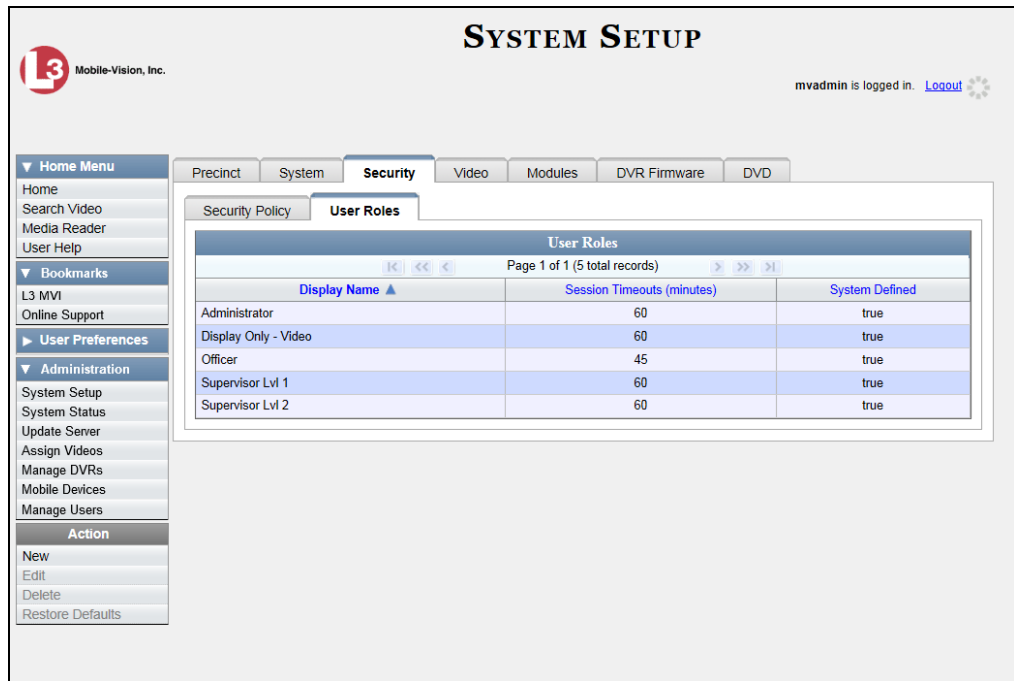 SYSTEM SETUP
L3 Mobile-Vision, Inc.
mvadmin is logged in. Logout
▼ Home Menu
Home
Search Video
Media Reader
User Help
▼ Bookmarks
L3 MVI
Online Support
▶ User Preferences
▼ Administration
System Setup
System Status
Update Server
Assign Videos
Manage DVRs
Mobile Devices
Manage Users
Action
New
Edit
Delete
Restore Defaults
Precinct System Security Video Modules DVR Firmware DVD
Security Policy User Roles
User Roles
|< << < Page 1 of 1 (5 total records) > >> >|
Display Name ▲ Session Timeouts (minutes) System Defined
Administrator 60 true
Display Only - Video 60 true
Officer 45 true
Supervisor Lvl 1 60 true
Supervisor Lvl 2 60 true